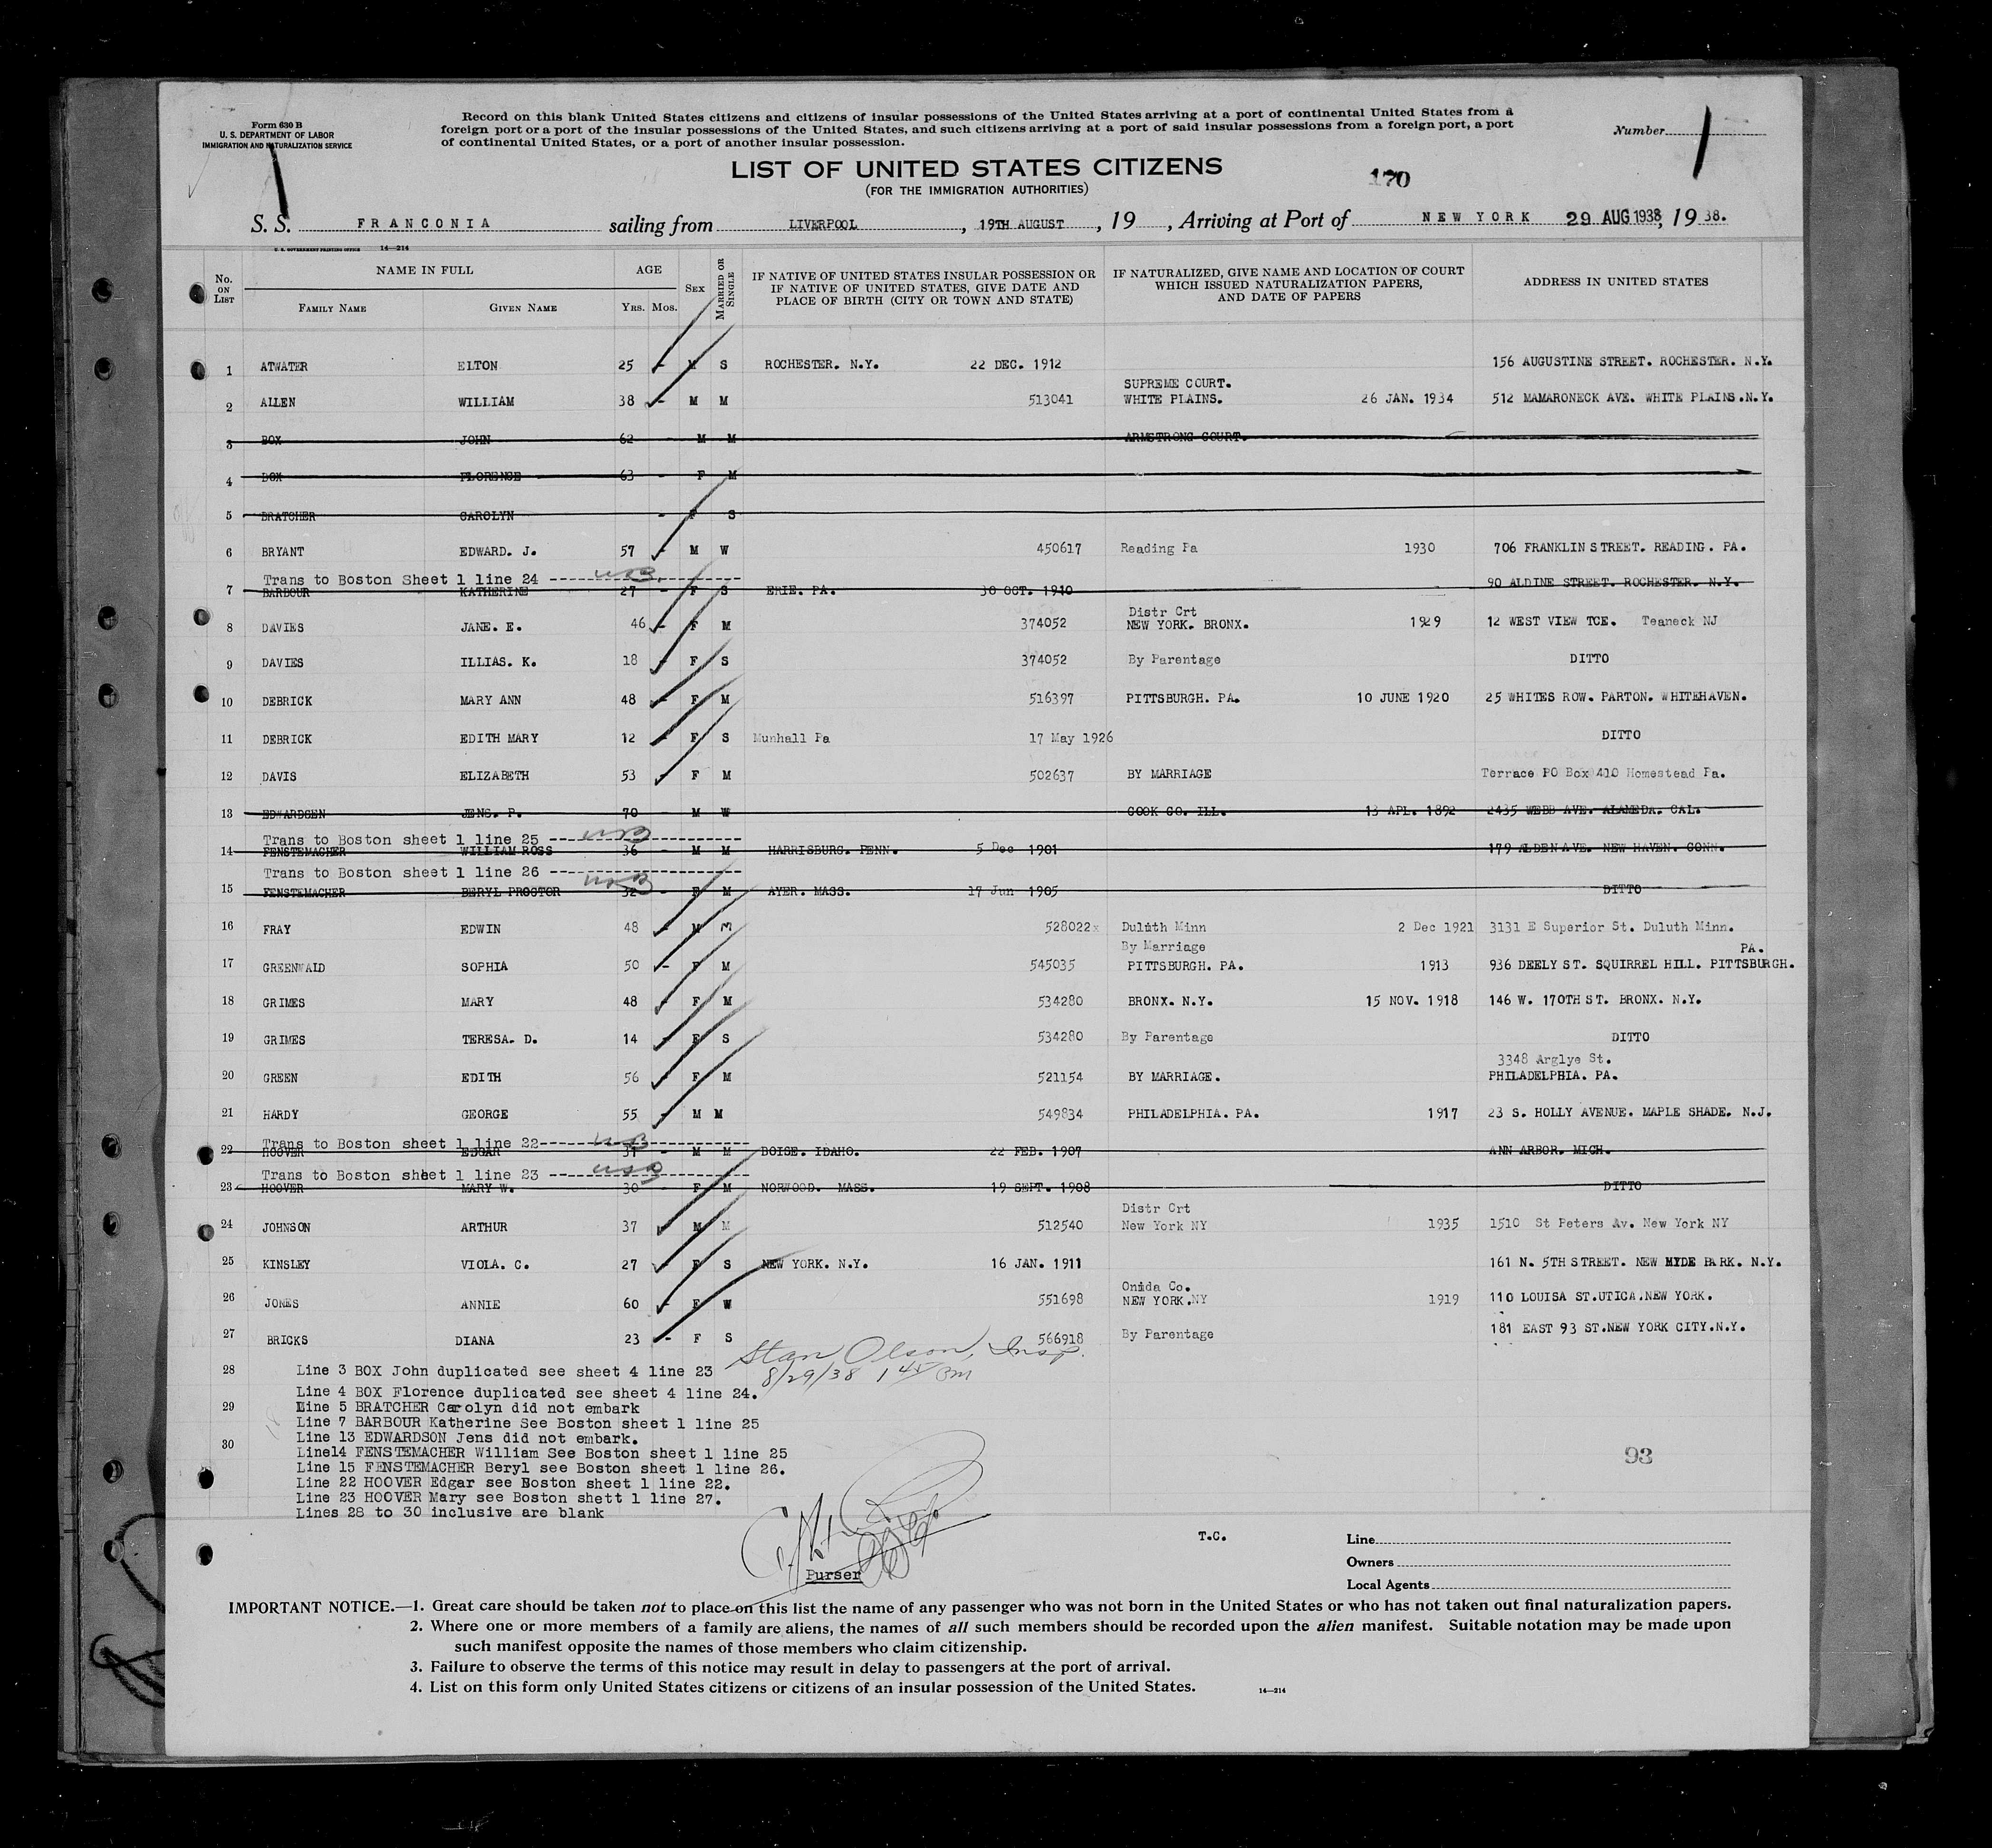 Form 630 B
U. S. DEPARTMENT OF LABOR
IMMIGRATION AND NATURALIZATION SERVICE
Record on this blank United States citizens and citizens of insular possessions of the United States arriving at a port of continental United States from a
foreign port or a port of the insular possessions of the United States, and such citizens arriving at a port of said insular possessions from a foreign port, a port
of continental United States, or a port of another insular possession.
Number
LIST OF UNITED STATES CITIZENS
(FOR THE IMMIGRATION AUTHORITIES)
170
S. S. FRANCONIA sailing from LIVERPOOL, 19TH AUGUST, 19 , Arriving at Port of NEW YORK 29 AUG 1938, 19 38.
U. S. GOVERNMENT PRINTING OFFICE 14—214
No. ON LIST NAME IN FULL FAMILY NAME GIVEN NAME AGE YRS. MOS. SEX MARRIED OR SINGLE IF NATIVE OF UNITED STATES INSULAR POSSESSION OR IF NATIVE OF UNITED STATES, GIVE DATE AND PLACE OF BIRTH (CITY OR TOWN AND STATE) IF NATURALIZED, GIVE NAME AND LOCATION OF COURT WHICH ISSUED NATURALIZATION PAPERS, AND DATE OF PAPERS ADDRESS IN UNITED STATES
1 ATWATER ELTON 25 - M S ROCHESTER. N.Y. 22 DEC. 1912 156 AUGUSTINE STREET. ROCHESTER. N.Y.
SUPREME COURT.
2 ALLEN WILLIAM 38 - M M 513041 WHITE PLAINS. 26 JAN. 1934 512 MAMARONECK AVE. WHITE PLAINS.N.Y.
3 BOX JOHN 62 M M ARMSTRONG COURT.
4 BOX FLORENCE 63 - F M
5 BRATCHER CAROLYN - F S
6 BRYANT EDWARD. J. 57 - M W 450617 Reading Pa 1930 706 FRANKLIN STREET. READING. PA.
Trans to Boston Sheet 1 line 24
7 BARBOUR KATHERINE 27 - F S ERIE. PA. 30 OCT. 1910 90 ALDINE STREET. ROCHESTER. N.Y.
Distr Crt
8 DAVIES JANE. E. 46 - F M 374052 NEW YORK. BRONX. 1929 12 WEST VIEW TCE. Teaneck NJ
9 DAVIES ILLIAS. K. 18 - F S 374052 By Parentage DITTO
10 DEBRICK MARY ANN 48 - F M 516397 PITTSBURGH. PA. 10 JUNE 1920 25 WHITES ROW. PARTON. WHITEHAVEN.
11 DEBRICK EDITH MARY 12 - F S Munhall Pa 17 May 1926 DITTO
12 DAVIS ELIZABETH 53 - F M 502637 BY MARRIAGE Terrace PO Box 410 Homestead Pa.
13 EDWARDSEN JENS. P. 70 - M W COOK CO. ILL. 13 APL. 1892 2435 WEBB AVE. ALAMEDA. CAL.
Trans to Boston sheet 1 line 25
14 FENSTEMACHER WILLIAM ROSS 36 - M M HARRISBURG. PENN. 5 Dec 1901 179 ALDEN AVE. NEW HAVEN. CONN.
Trans to Boston sheet 1 line 26
15 FENSTEMACHER BERYL PROCTOR 32 - F M AYER. MASS. 17 Jun 1905 DITTO
16 FRAY EDWIN 48 - M M 528022x Duluth Minn 2 Dec 1921 3131 E Superior St. Duluth Minn.
By Marriage PA.
17 GREENWAID SOPHIA 50 - F M 545035 PITTSBURGH. PA. 1913 936 DEELY ST. SQUIRREL HILL. PITTSBURGH.
18 GRIMES MARY 48 - F M 534280 BRONX. N.Y. 15 NOV. 1918 146 W. 170TH ST. BRONX. N.Y.
19 GRIMES TERESA. D. 14 - F S 534280 By Parentage DITTO
3348 Arglye St.
20 GREEN EDITH 56 - F M 521154 BY MARRIAGE. PHILADELPHIA. PA.
21 HARDY GEORGE 55 - M M 549834 PHILADELPHIA. PA. 1917 23 S. HOLLY AVENUE. MAPLE SHADE. N.J.
Trans to Boston sheet 1 line 22
22 HOOVER EDGAR 31 - M M BOISE. IDAHO. 22 FEB. 1907 ANN ARBOR. MICH.
Trans to Boston sheet 1 line 23
23 HOOVER MARY W. 30 F M NORWOOD. MASS. 19 SEPT. 1908 DITTO
Distr Crt
24 JOHNSON ARTHUR 37 M M 512540 New York NY 1935 1510 St Peters Av. New York NY
25 KINSLEY VIOLA. C. 27 - F S NEW YORK. N.Y. 16 JAN. 1911 161 N. 5TH STREET. NEW HYDE PARK. N.Y.
Onida Co.
26 JONES ANNIE 60 - F W 551698 NEW YORK.NY 1919 110 LOUISA ST.UTICA.NEW YORK.
27 BRICKS DIANA 23 - F S 566918 By Parentage 181 EAST 93 ST.NEW YORK CITY.N.Y.
Stan Olson, Insp.
8/29/38 1 45 pm
28 Line 3 BOX John duplicated see sheet 4 line 23
Line 4 BOX Florence duplicated see sheet 4 line 24.
29 Line 5 BRATCHER Carolyn did not embark
Line 7 BARBOUR Katherine See Boston sheet 1 line 25
Line 13 EDWARDSON Jens did not embark.
30 Line14 FENSTEMACHER William See Boston sheet 1 line 25
Line 15 FENSTEMACHER Beryl see Boston sheet 1 line 26.
Line 22 HOOVER Edgar see Boston sheet 1 line 22.
Line 23 HOOVER Mary see Boston shett 1 line 27.
Lines 28 to 30 inclusive are blank
93
Purser
T.C.
Line
Owners
Local Agents
IMPORTANT NOTICE.—1. Great care should be taken not to place on this list the name of any passenger who was not born in the United States or who has not taken out final naturalization papers.
2. Where one or more members of a family are aliens, the names of all such members should be recorded upon the alien manifest. Suitable notation may be made upon
such manifest opposite the names of those members who claim citizenship.
3. Failure to observe the terms of this notice may result in delay to passengers at the port of arrival.
4. List on this form only United States citizens or citizens of an insular possession of the United States.
14—214